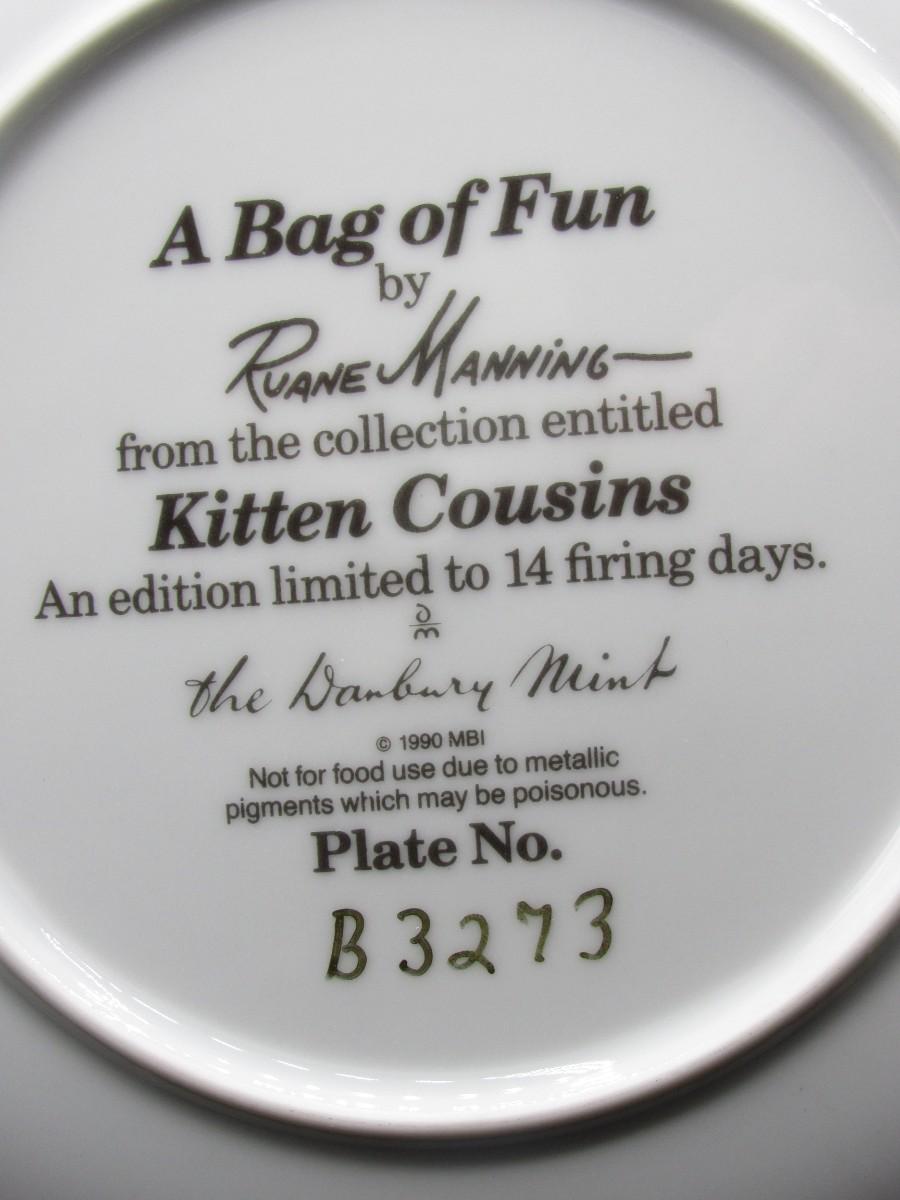 A Bag of Fun
by
Ruane Manning
from the collection entitled
Kitten Cousins
An edition limited to 14 firing days.
dm
the Danbury Mint
© 1990 MBI
Not for food use due to metallic
pigments which may be poisonous.
Plate No.
B3273